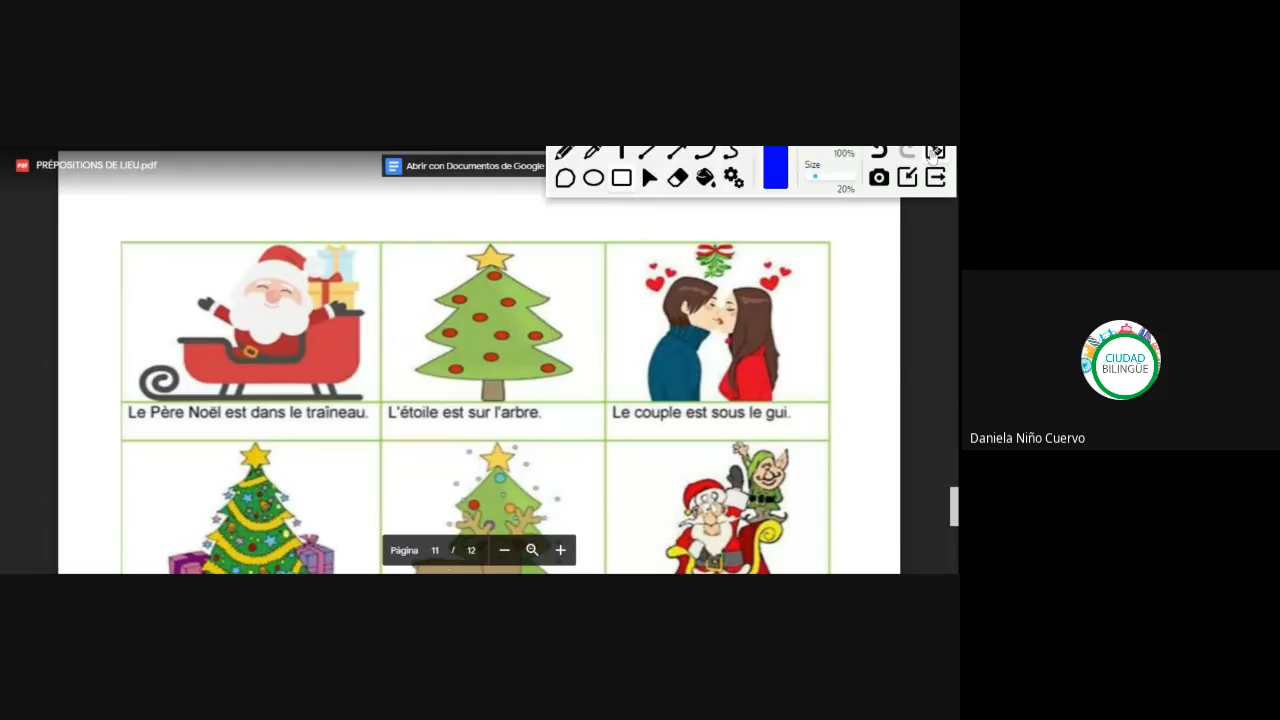 PRÉPOSITIONS DE LIEU.pdf
Abrir con Documentos de Google
100%
Size
20%
Le Père Noël est dans le traîneau.
L'étoile est sur l'arbre.
Le couple est sous le gui.
Página 11 / 12
CIUDAD
BILINGÜE
Daniela Niño Cuervo